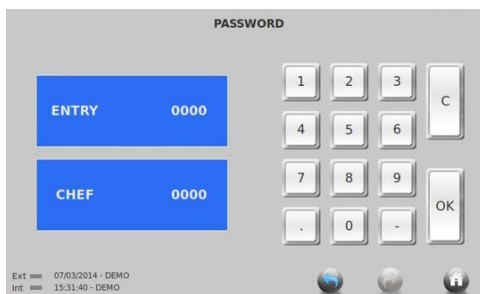 PASSWORD
ENTRY 0000
CHEF 0000
1 2 3 C
4 5 6
7 8 9 OK
. 0 -
Ext 07/03/2014 - DEMO
Int 15:31:40 - DEMO